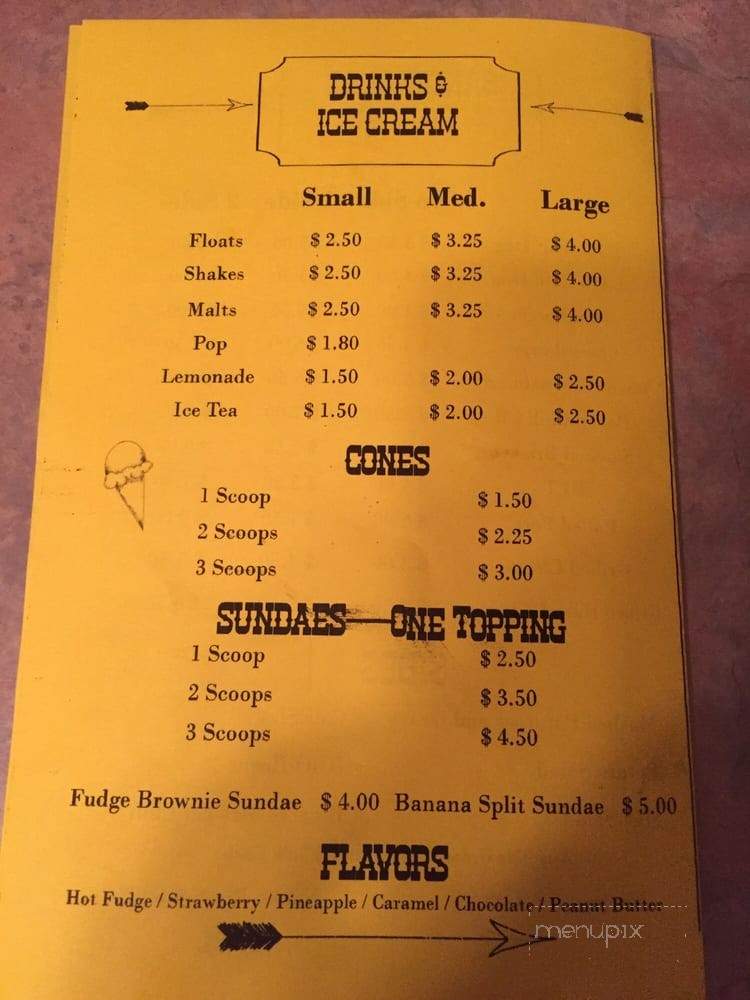 DRINKS &
ICE CREAM
Small Med. Large
Floats $ 2.50 $ 3.25 $ 4.00
Shakes $ 2.50 $ 3.25 $ 4.00
Malts $ 2.50 $ 3.25 $ 4.00
Pop $ 1.80
Lemonade $ 1.50 $ 2.00 $ 2.50
Ice Tea $ 1.50 $ 2.00 $ 2.50
CONES
1 Scoop $ 1.50
2 Scoops $ 2.25
3 Scoops $ 3.00
SUNDAES—ONE TOPPING
1 Scoop $ 2.50
2 Scoops $ 3.50
3 Scoops $ 4.50
Fudge Brownie Sundae $ 4.00 Banana Split Sundae $ 5.00
FLAVORS
Hot Fudge / Strawberry / Pineapple / Caramel / Chocolate / Peanut Butter
menupix